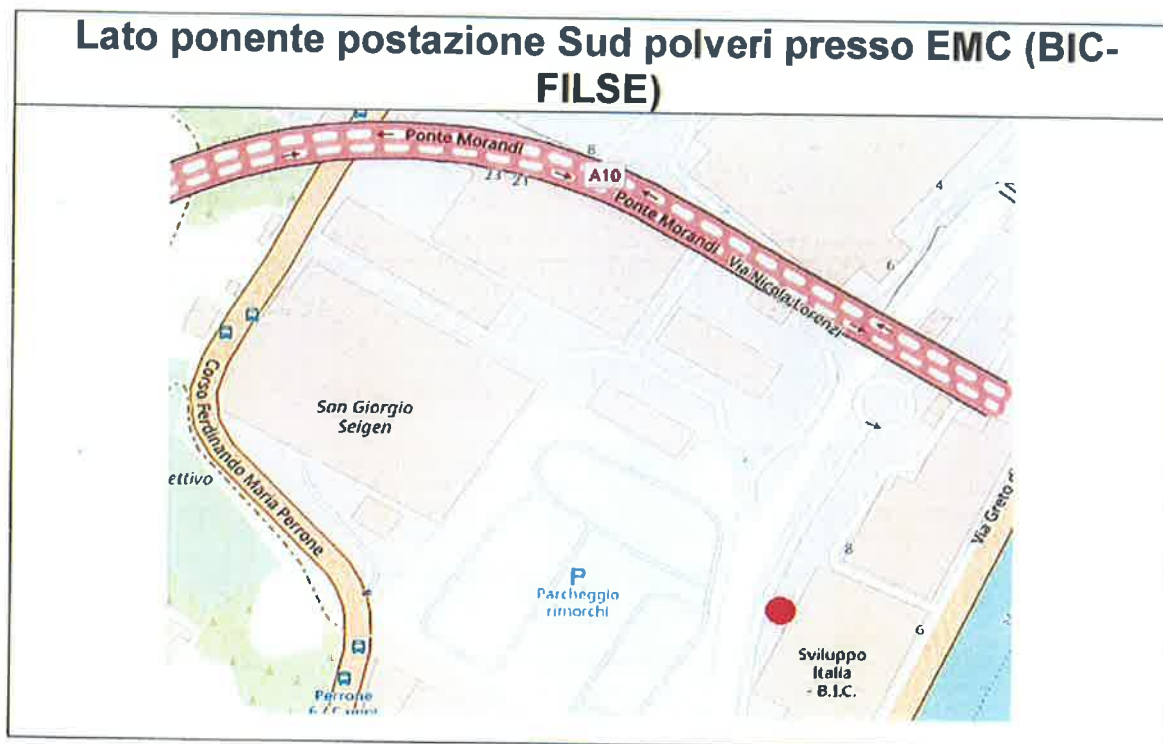 Lato ponente postazione Sud polveri presso EMC (BIC-
FILSE)
Ponte Morandi
8
23 21
A10
4
Ponte Morandi
6
Via Nicola Lorenzi
Corso Ferdinando Maria Perrone
San Giorgio
Seigen
ettivo
Via Greto d
8
P
Parcheggio
rimorchi
6
Sviluppo
Italia
- B.I.C.
Perrone